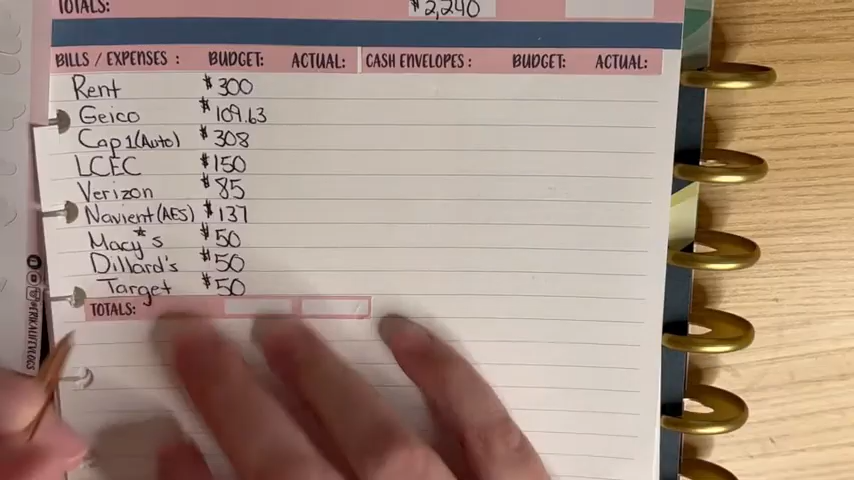 TOTALS: $2,240
BILLS / EXPENSES : BUDGET: ACTUAL: CASH ENVELOPES : BUDGET: ACTUAL:
Rent $300
Geico $109.63
Cap 1(Auto) $308
LCEC $150
Verizon $85
Navient(AES) $137
Macy*s $50
Dillard's $50
Target $50
TOTALS: